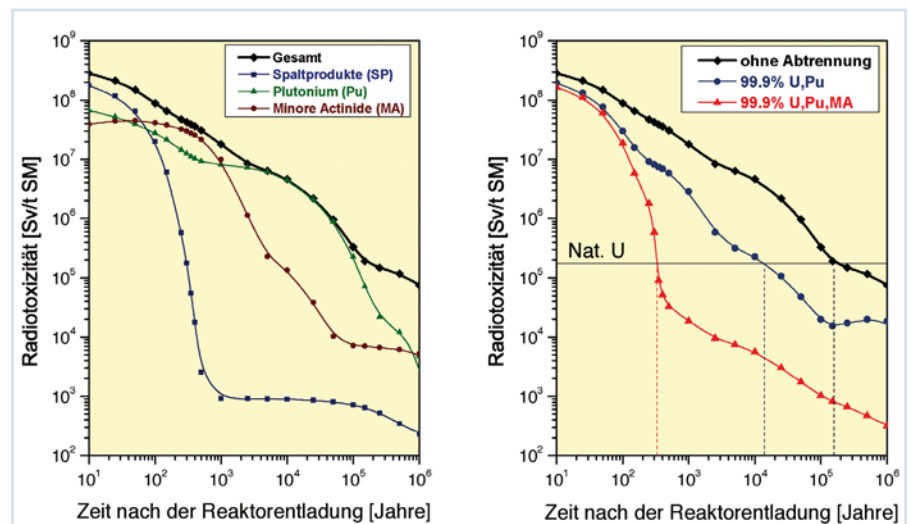 Radiotoxizität [Sv/t SM]
10⁹
10⁸
10⁷
10⁶
10⁵
10⁴
10³
10²
Gesamt
Spaltprodukte (SP)
Plutonium (Pu)
Minore Actinide (MA)
10¹ 10² 10³ 10⁴ 10⁵ 10⁶
Zeit nach der Reaktorentladung [Jahre]
Radiotoxizität [Sv/t SM]
10⁹
10⁸
10⁷
10⁶
10⁵
10⁴
10³
10²
ohne Abtrennung
99.9% U,Pu
99.9% U,Pu,MA
Nat. U
10¹ 10² 10³ 10⁴ 10⁵ 10⁶
Zeit nach der Reaktorentladung [Jahre]